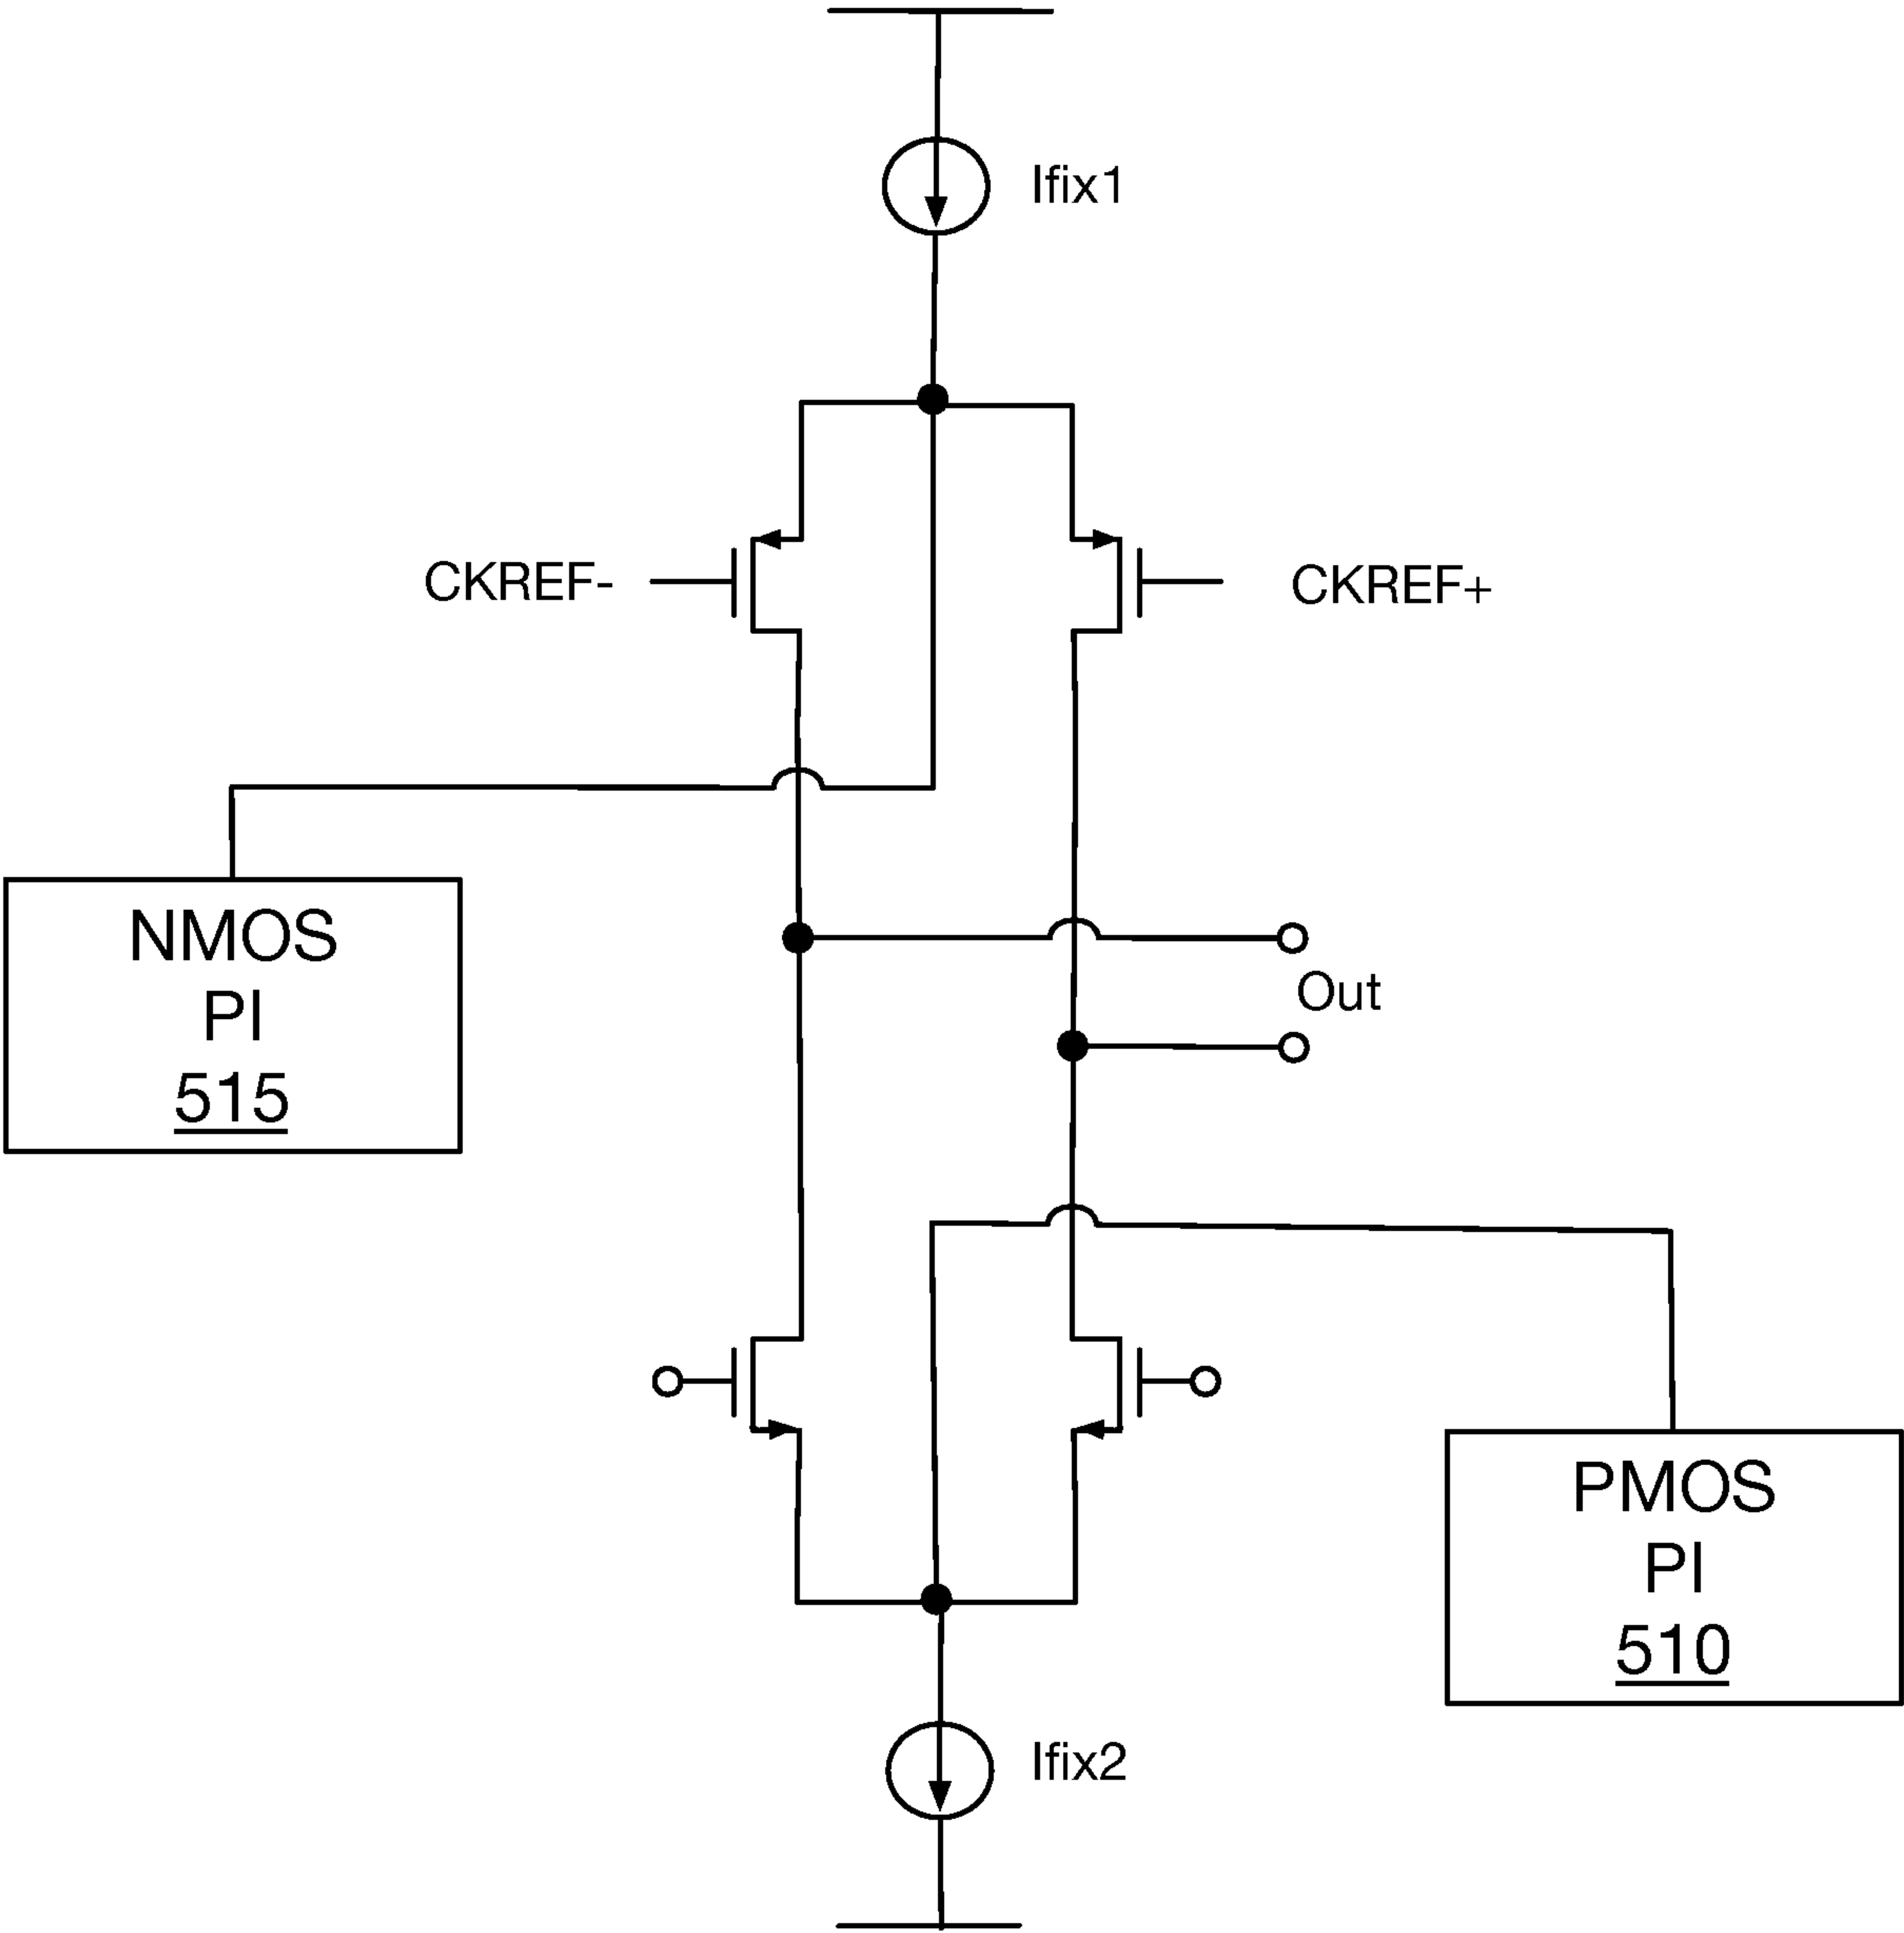 Ifix1
CKREF-
CKREF+
NMOS
PI
515
Out
PMOS
PI
510
Ifix2